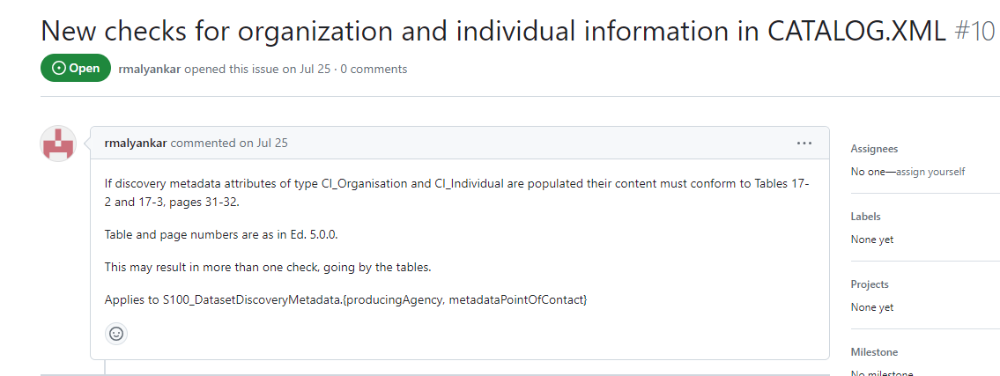 New checks for organization and individual information in CATALOG.XML #10
Open rmalyankar opened this issue on Jul 25 · 0 comments
rmalyankar commented on Jul 25 ···
If discovery metadata attributes of type CI_Organisation and CI_Individual are populated their content must conform to Tables 17-
2 and 17-3, pages 31-32.
Table and page numbers are as in Ed. 5.0.0.
This may result in more than one check, going by the tables.
Applies to S100_DatasetDiscoveryMetadata.{producingAgency, metadataPointOfContact}
Assignees
No one—assign yourself
Labels
None yet
Projects
None yet
Milestone
No milestone